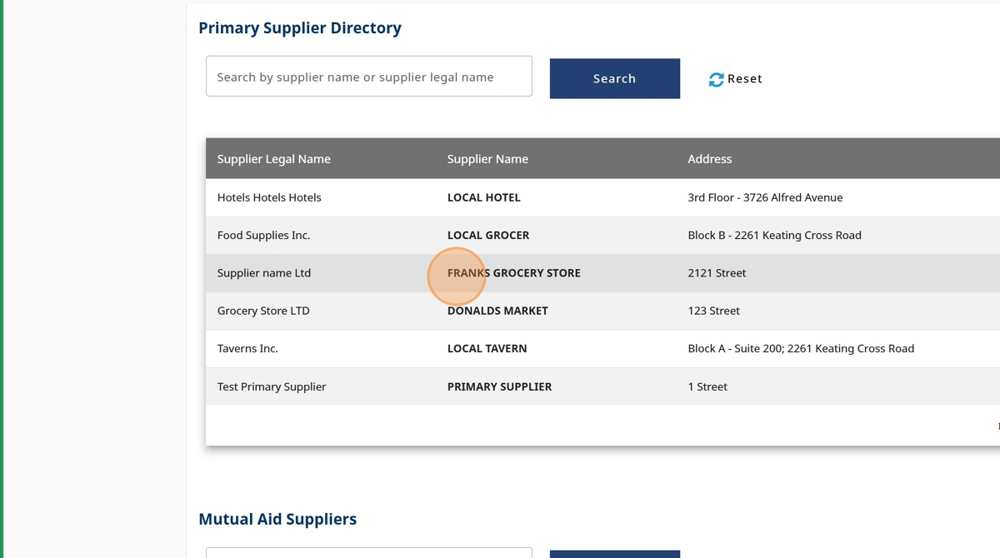 Primary Supplier Directory
Search by supplier name or supplier legal name Search Reset
Supplier Legal Name Supplier Name Address
Hotels Hotels Hotels LOCAL HOTEL 3rd Floor - 3726 Alfred Avenue
Food Supplies Inc. LOCAL GROCER Block B - 2261 Keating Cross Road
Supplier name Ltd FRANKS GROCERY STORE 2121 Street
Grocery Store LTD DONALDS MARKET 123 Street
Taverns Inc. LOCAL TAVERN Block A - Suite 200; 2261 Keating Cross Road
Test Primary Supplier PRIMARY SUPPLIER 1 Street
Mutual Aid Suppliers